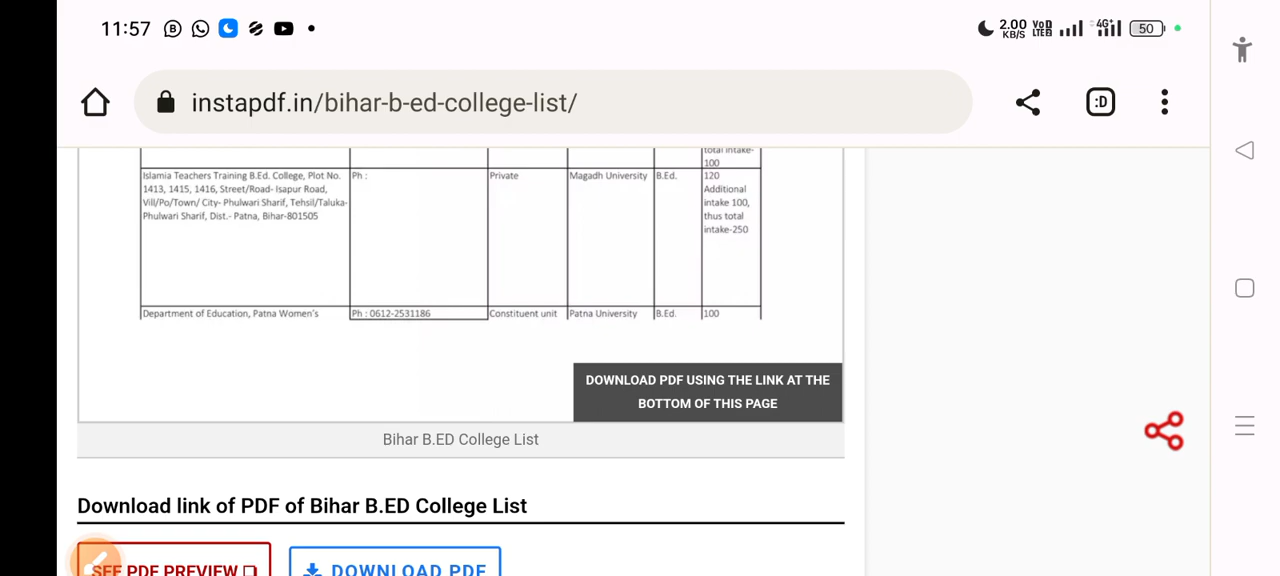 11:57 2.00 KB/S VoD LTE 4G+ 50
instapdf.in/bihar-b-ed-college-list/
:D
total intake-
100
Islamia Teachers Training B.Ed. College, Plot No. Ph : Private Magadh University B.Ed. 120
1413, 1415, 1416, Street/Road- Isapur Road, Additional
Vill/Po/Town/ City- Phulwari Sharif, Tehsil/Taluka- intake 100,
Phulwari Sharif, Dist.- Patna, Bihar-801505 thus total
intake-250
Department of Education, Patna Women's Ph : 0612-2531186 Constituent unit Patna University B.Ed. 100
DOWNLOAD PDF USING THE LINK AT THE
BOTTOM OF THIS PAGE
Bihar B.ED College List
Download link of PDF of Bihar B.ED College List
SEE PDF PREVIEW DOWNLOAD PDF